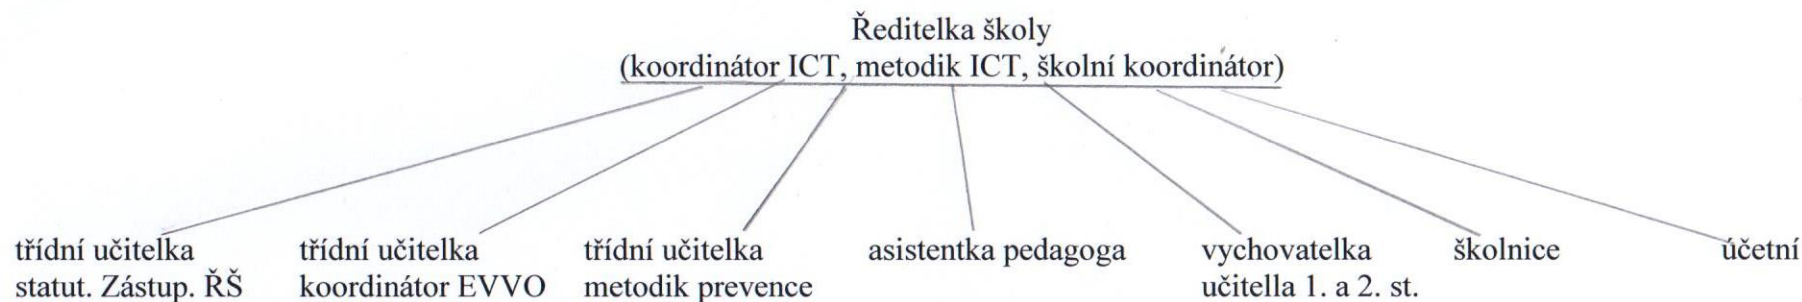 Ředitelka školy
(koordinátor ICT, metodik ICT, školní koordinátor)
třídní učitelka
statut. Zástup. ŘŠ
třídní učitelka
koordinátor EVVO
třídní učitelka
metodik prevence
asistentka pedagoga
vychovatelka
učitella 1. a 2. st.
školnice
účetní